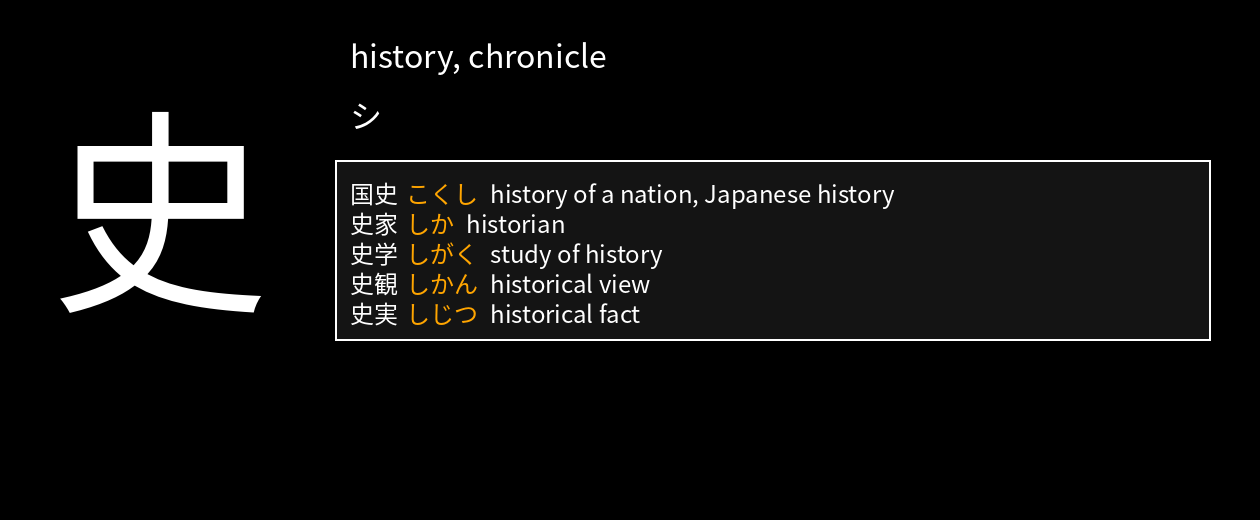 史
history, chronicle
シ
国史 こくし history of a nation, Japanese history
史家 しか historian
史学 しがく study of history
史観 しかん historical view
史実 しじつ historical fact